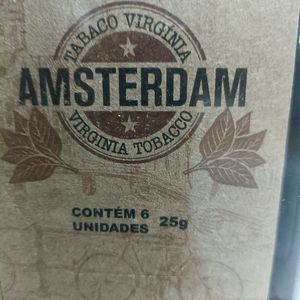 TABACO VIRGÍNIA
AMSTERDAM
VIRGINIA TOBACCO
CONTÉM 6
UNIDADES 25g